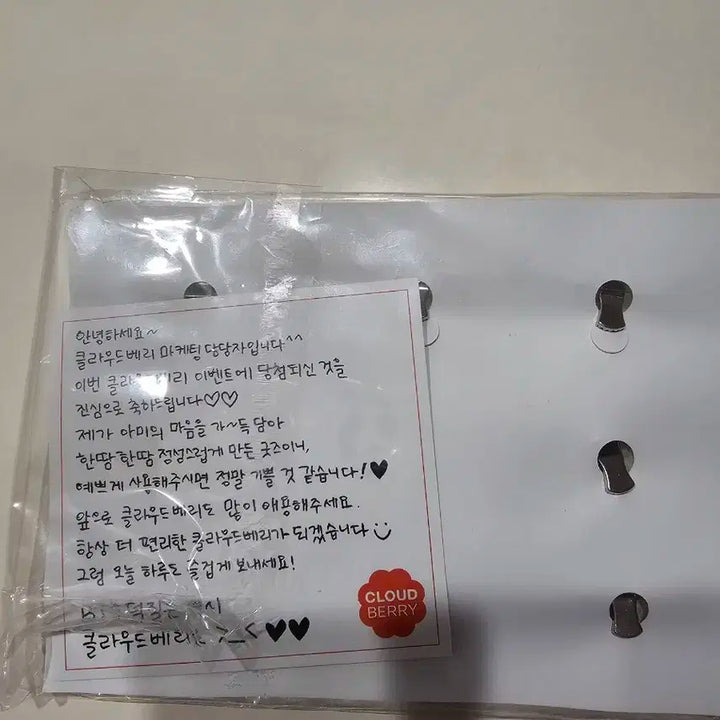 안녕하세요~
클라우드베리 마케팅 담당자입니다^^
이번 클라우드베리 이벤트에 당첨되신 것을
진심으로 축하드립니다♡♡
제가 아미의 마음을 가~득 담아
한땀 한땀 정성스럽게 만든 굿즈이니,
예쁘게 사용해주시면 정말 기쁠 것 같습니다!♥
앞으로 클라우드베리도 많이 애용해주세요.
항상 더 편리한 클라우드베리가 되겠습니다
그럼 오늘 하루도 즐겁게 보내세요!
클라우드베리 >_< ♥♥
CLOUD
BERRY